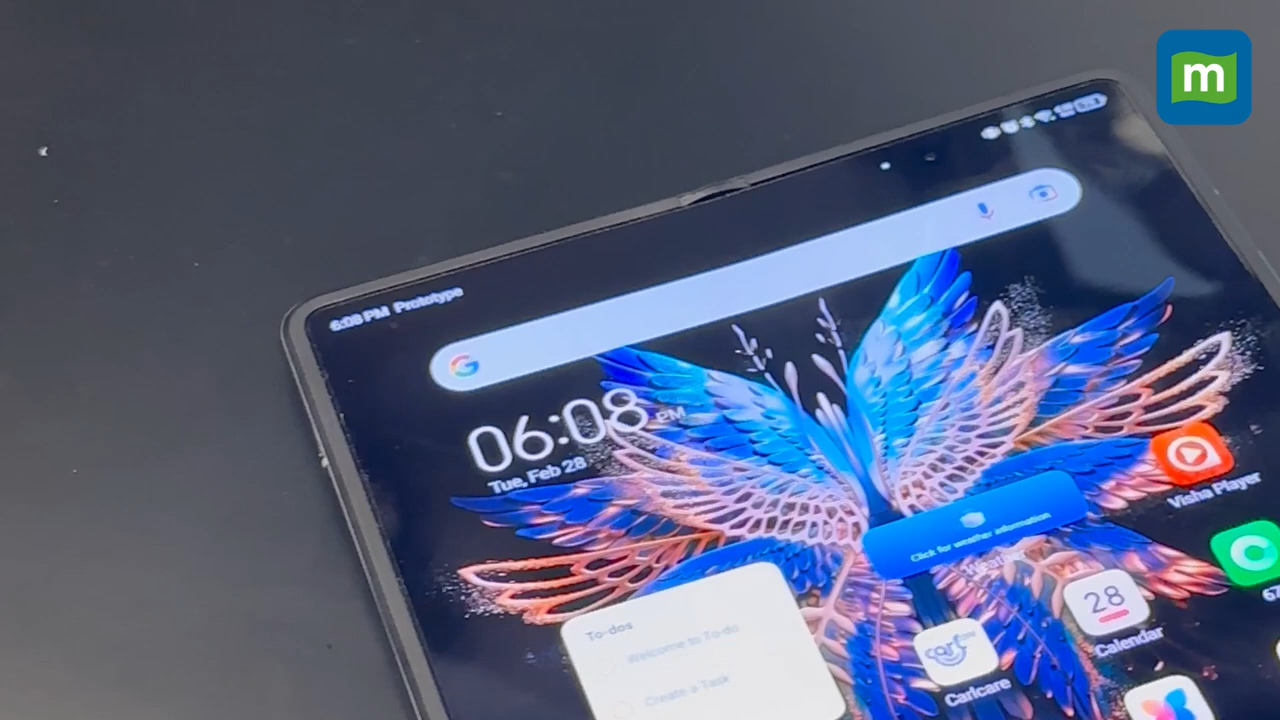 m
6:08 PM Prototype
06:08 PM
Tue, Feb 28
Visha Player
Click for weather information
Weather
28
Calendar
Carlcare
To-dos
Welcome to To-do
Create a Task